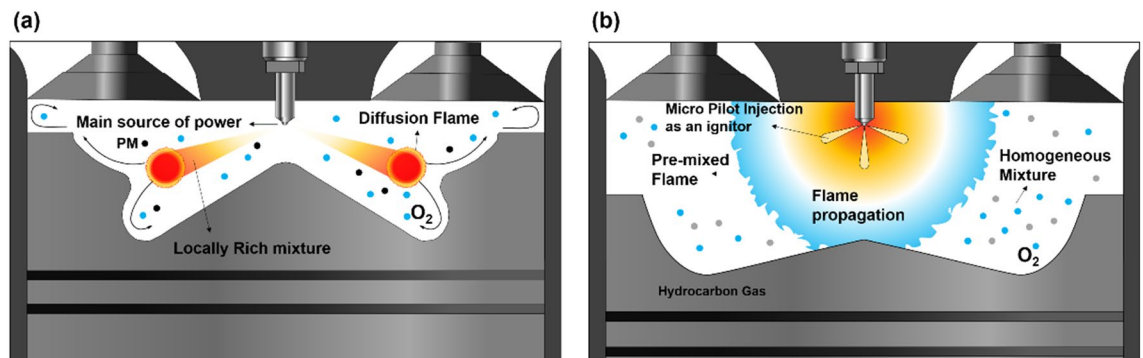 (a)
Main source of power
Diffusion Flame
PM
O2
Locally Rich mixture
(b)
Micro Pilot Injection
as an ignitor
Pre-mixed
Flame
Homogeneous
Mixture
Flame
propagation
O2
Hydrocarbon Gas